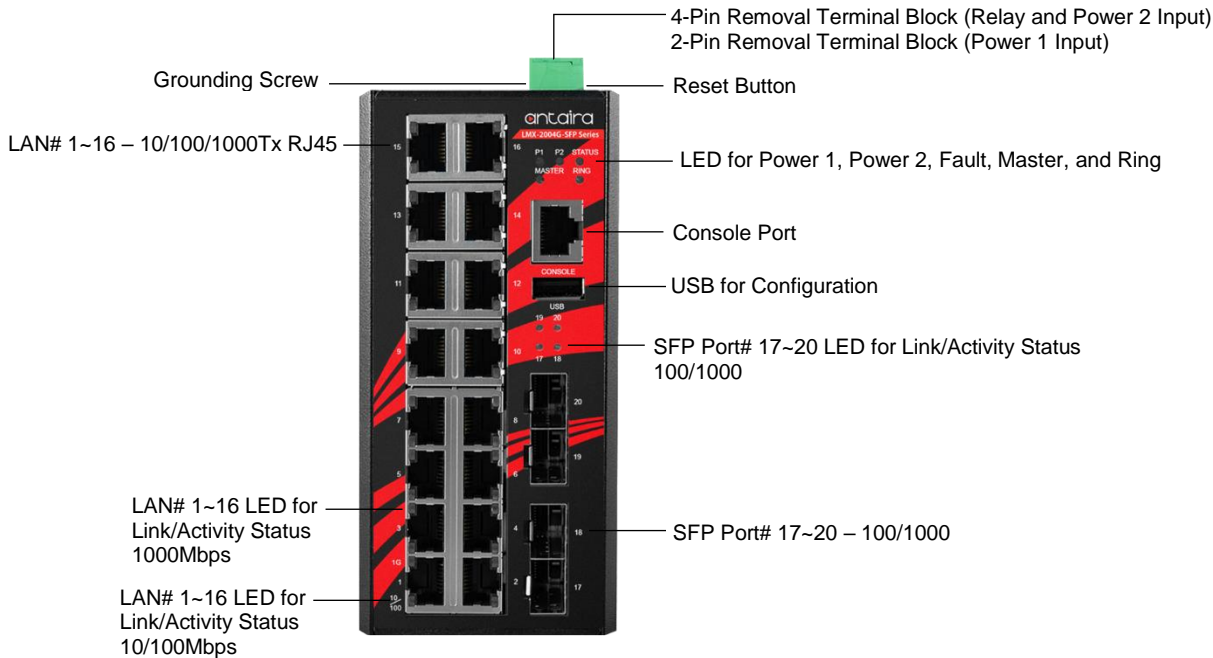 4-Pin Removal Terminal Block (Relay and Power 2 Input)
2-Pin Removal Terminal Block (Power 1 Input)
Grounding Screw
Reset Button
antaira
LMX-2004G-SFP Series
LAN# 1~16 – 10/100/1000Tx RJ45
15
16
P1 P2 STATUS
MASTER RING
LED for Power 1, Power 2, Fault, Master, and Ring
13
14
Console Port
CONSOLE
11
12
USB for Configuration
USB
19 20
9
10
17 18
SFP Port# 17~20 LED for Link/Activity Status
100/1000
20
7
8
19
5
6
LAN# 1~16 LED for
Link/Activity Status
1000Mbps
3
4
18
SFP Port# 17~20 – 100/1000
1G
1
2
17
10
100
LAN# 1~16 LED for
Link/Activity Status
10/100Mbps